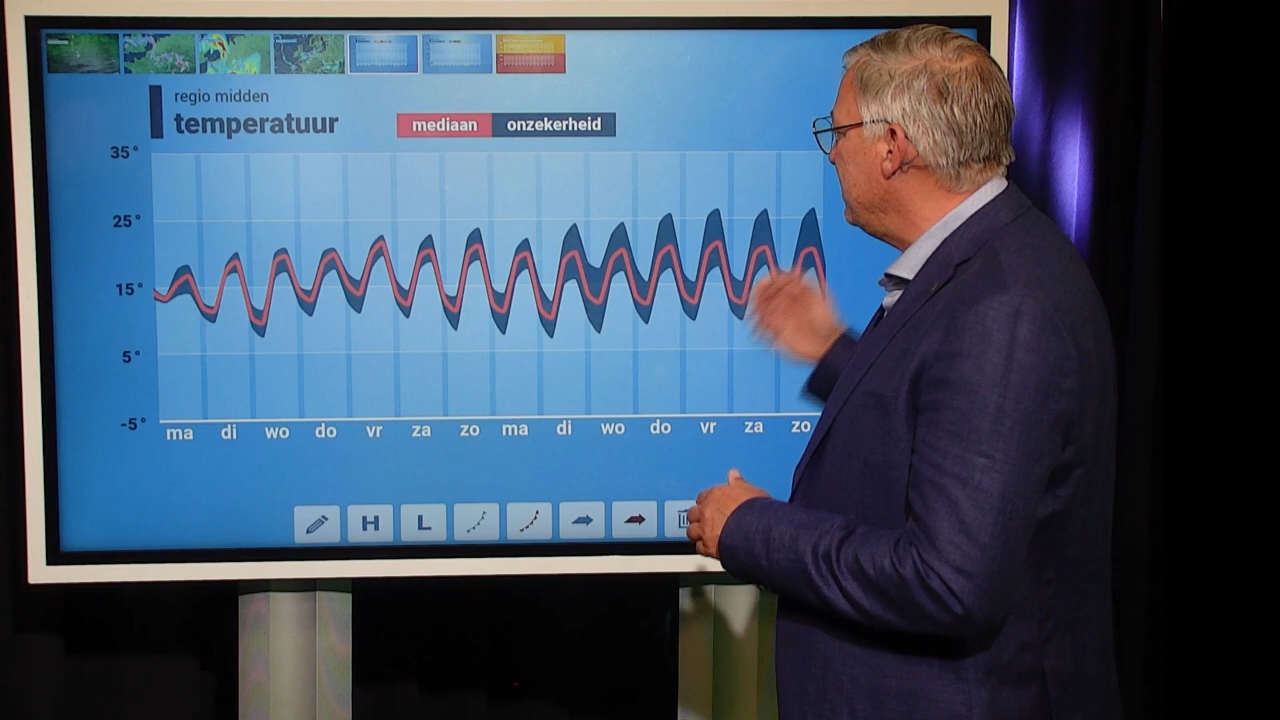 regio midden
temperatuur
mediaan onzekerheid
35°
25°
15°
5°
-5°
ma di wo do vr za zo ma di wo do vr za zo
H L